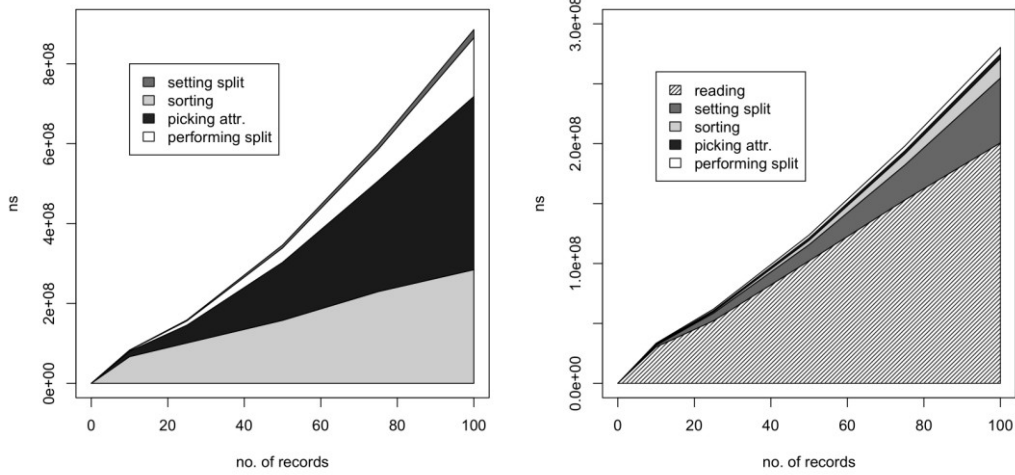 ns
0e+00
2e+08
4e+08
6e+08
8e+08
setting split
sorting
picking attr.
performing split
0 20 40 60 80 100
no. of records
ns
0.0e+00
1.0e+08
2.0e+08
3.0e+08
reading
setting split
sorting
picking attr.
performing split
0 20 40 60 80 100
no. of records